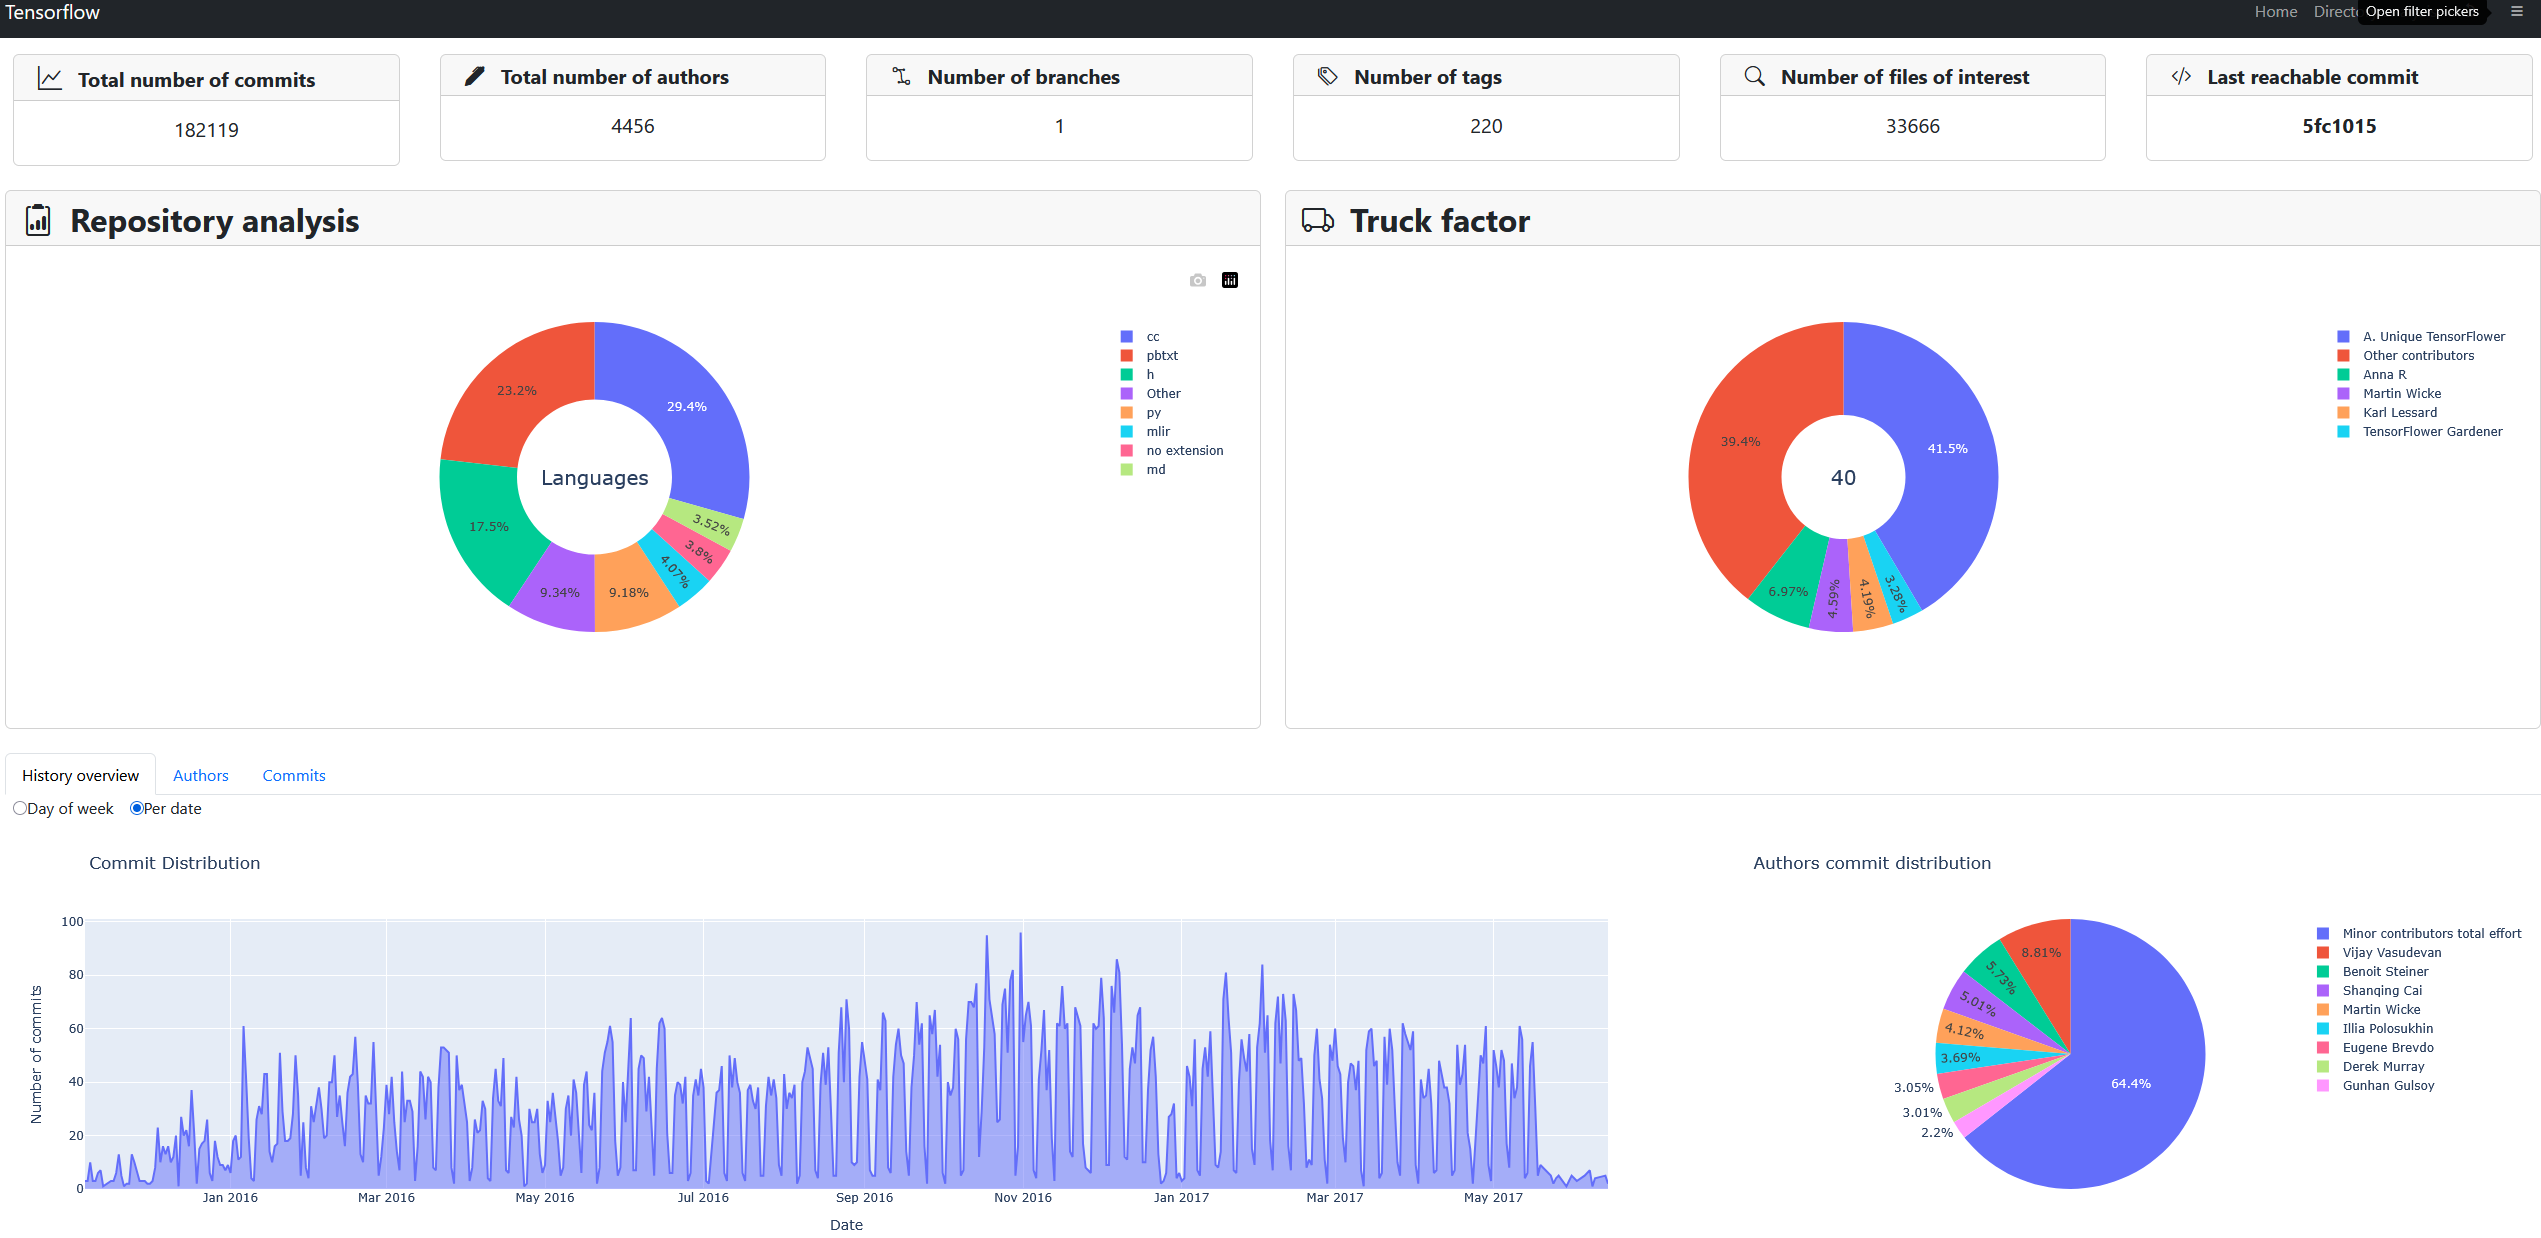 Tensorflow
Home Directo Open filter pickers
Total number of commits
182119
Total number of authors
4456
Number of branches
1
Number of tags
220
Number of files of interest
33666
Last reachable commit
5fc1015
Repository analysis
Languages
29.4%
23.2%
17.5%
9.34%
9.18%
4.07%
3.8%
3.52%
cc
pbtxt
h
Other
py
mlir
no extension
md
Truck factor
40
41.5%
39.4%
6.97%
4.59%
4.19%
3.28%
A. Unique TensorFlower
Other contributors
Anna R
Martin Wicke
Karl Lessard
TensorFlower Gardener
History overview Authors Commits
Day of week Per date
Commit Distribution
Number of commits
100
80
60
40
20
0
Jan 2016 Mar 2016 May 2016 Jul 2016 Sep 2016 Nov 2016 Jan 2017 Mar 2017 May 2017
Date
Authors commit distribution
8.81%
5.73%
5.01%
4.12%
3.69%
3.05%
3.01%
2.2%
64.4%
Minor contributors total effort
Vijay Vasudevan
Benoit Steiner
Shanqing Cai
Martin Wicke
Illia Polosukhin
Eugene Brevdo
Derek Murray
Gunhan Gulsoy